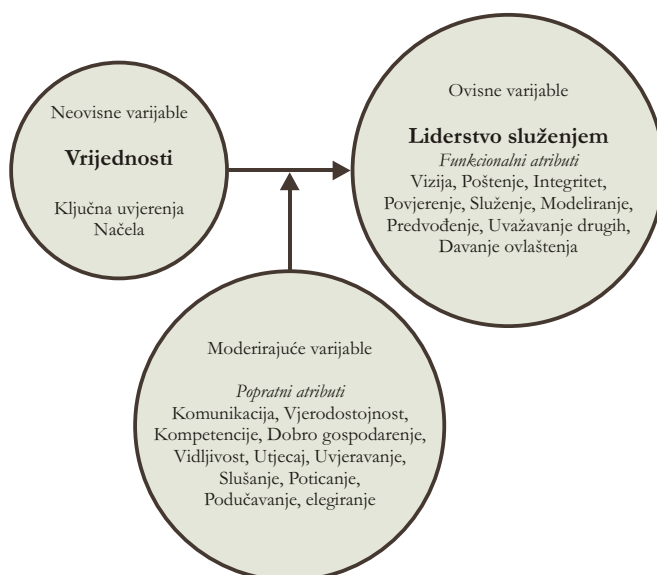 Neovisne varijable
Vrijednosti
Ključna uvjerenja
Načela
Ovisne varijable
Liderstvo služenjem
Funkcionalni atributi
Vizija, Poštenje, Integritet,
Povjerenje, Služenje, Modeliranje,
Predvođenje, Uvažavanje drugih,
Davanje ovlaštenja
Moderirajuće varijable
Popratni atributi
Komunikacija, Vjerodostojnost,
Kompetencije, Dobro gospodarenje,
Vidljivost, Utjecaj, Uvjeravanje,
Slušanje, Poticanje,
Podučavanje, elegiranje